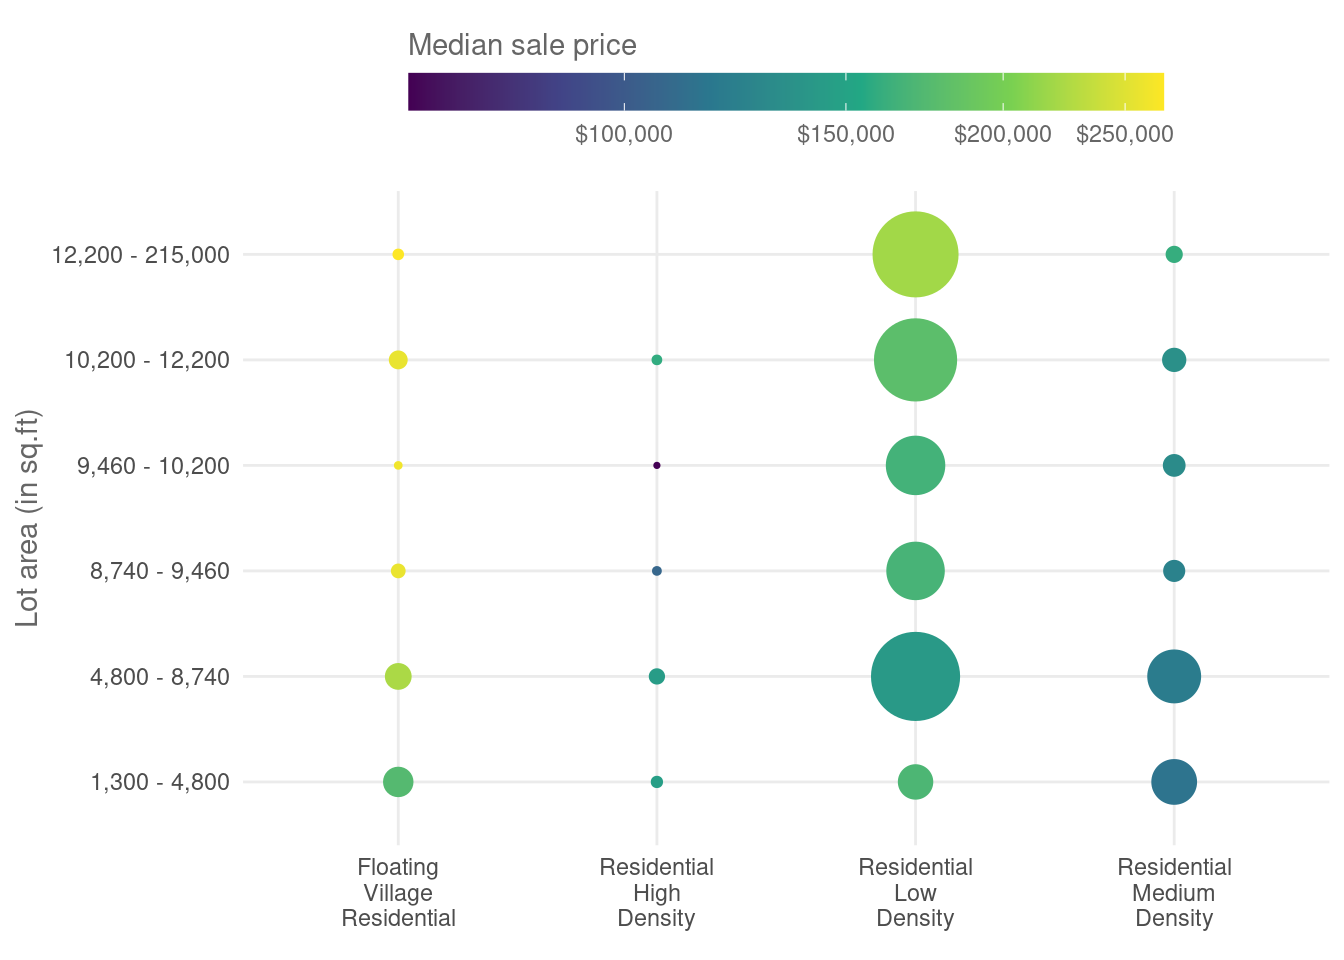 Median sale price
$100,000 $150,000 $200,000 $250,000
Lot area (in sq.ft)
12,200 - 215,000
10,200 - 12,200
9,460 - 10,200
8,740 - 9,460
4,800 - 8,740
1,300 - 4,800
Floating
Village
Residential
Residential
High
Density
Residential
Low
Density
Residential
Medium
Density